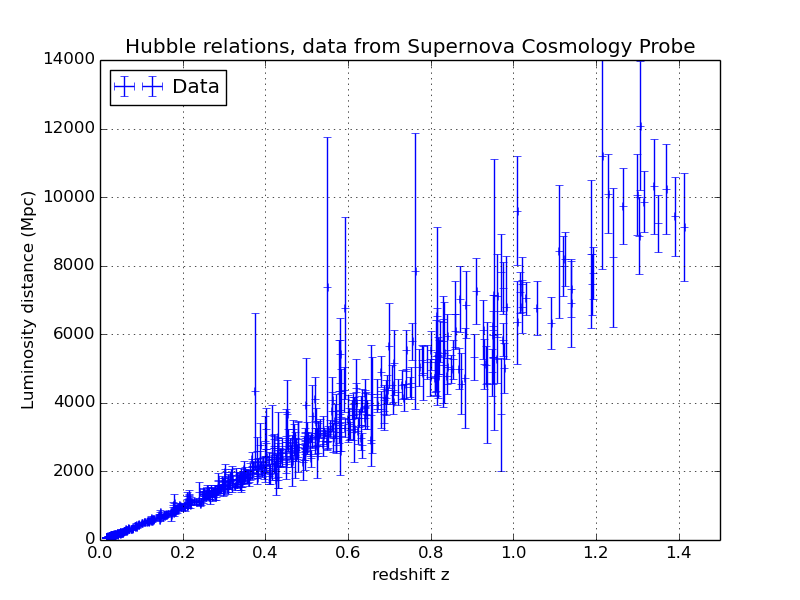 Hubble relations, data from Supernova Cosmology Probe
14000
Data
12000
10000
8000
6000
4000
2000
0
Luminosity distance (Mpc)
0.0 0.2 0.4 0.6 0.8 1.0 1.2 1.4
redshift z